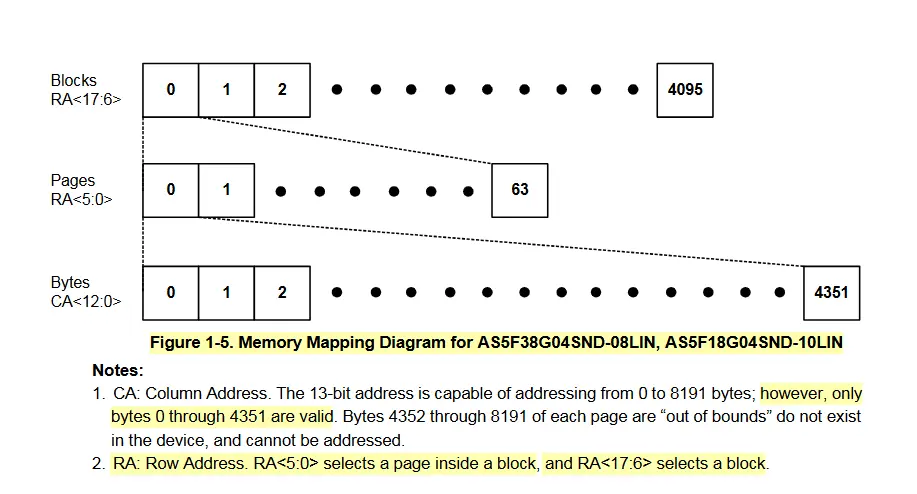 Blocks
RA<17:6>
0 1 2 4095
Pages
RA<5:0>
0 1 63
Bytes
CA<12:0>
0 1 2 4351
Figure 1-5. Memory Mapping Diagram for AS5F38G04SND-08LIN, AS5F18G04SND-10LIN
Notes:
1. CA: Column Address. The 13-bit address is capable of addressing from 0 to 8191 bytes; however, only
bytes 0 through 4351 are valid. Bytes 4352 through 8191 of each page are “out of bounds” do not exist
in the device, and cannot be addressed.
2. RA: Row Address. RA<5:0> selects a page inside a block, and RA<17:6> selects a block.